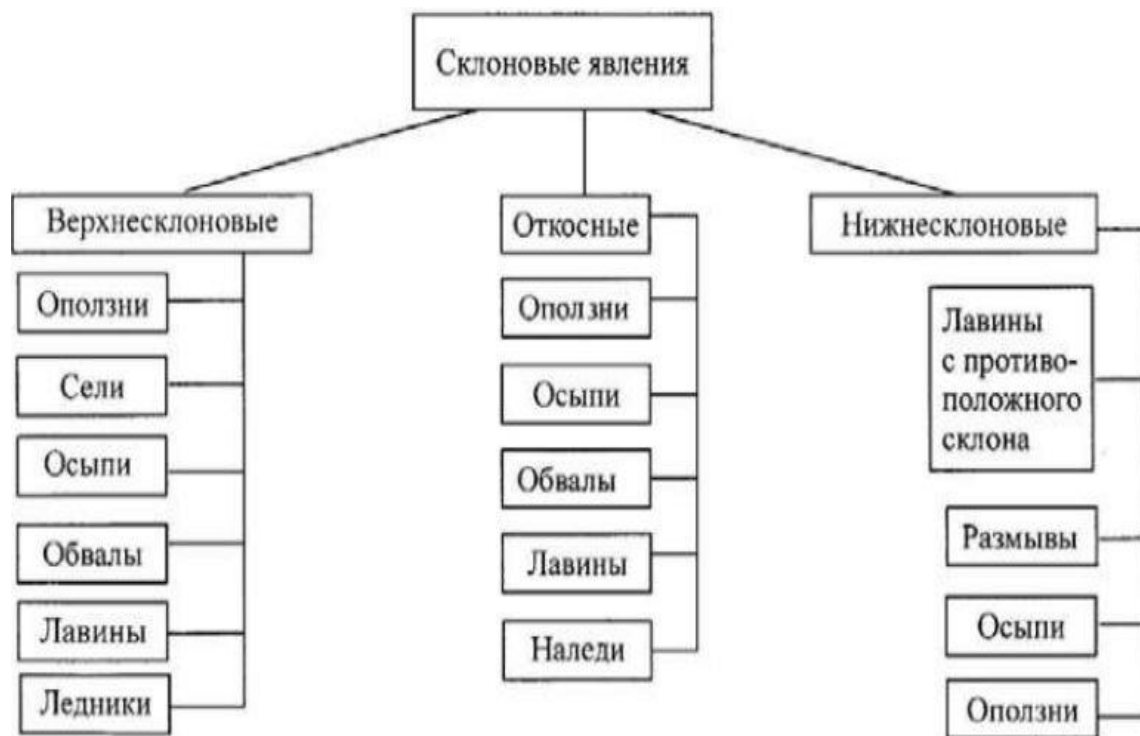 Склоновые явления
Верхнесклоновые
Оползни
Сели
Осыпи
Обвалы
Лавины
Ледники
Откосные
Оползни
Осыпи
Обвалы
Лавины
Наледи
Нижнесклоновые
Лавины
с противо-
положного
склона
Размывы
Осыпи
Оползни